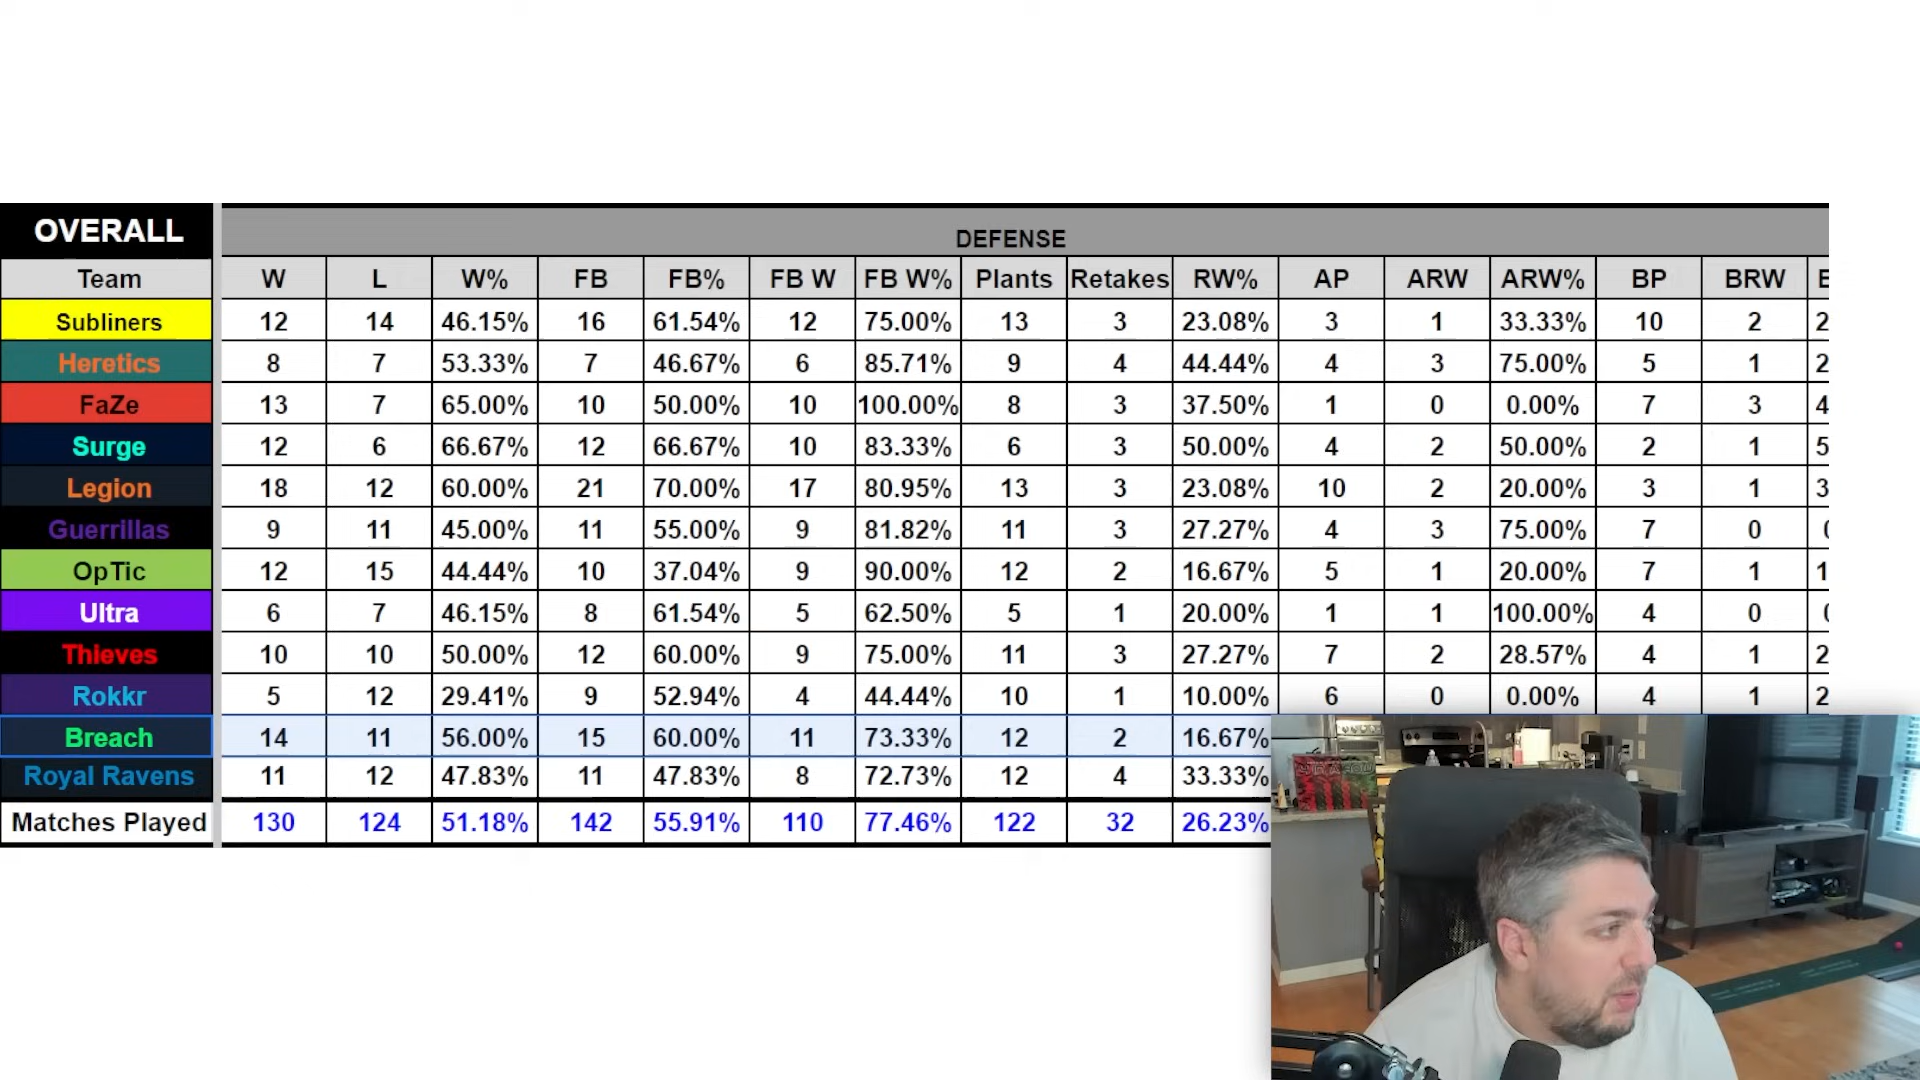 OVERALL DEFENSE
Team W L W% FB FB% FB W FB W% Plants Retakes RW% AP ARW ARW% BP BRW
Subliners 12 14 46.15% 16 61.54% 12 75.00% 13 3 23.08% 3 1 33.33% 10 2 2
Heretics 8 7 53.33% 7 46.67% 6 85.71% 9 4 44.44% 4 3 75.00% 5 1 2
FaZe 13 7 65.00% 10 50.00% 10 100.00% 8 3 37.50% 1 0 0.00% 7 3 4
Surge 12 6 66.67% 12 66.67% 10 83.33% 6 3 50.00% 4 2 50.00% 2 1 5
Legion 18 12 60.00% 21 70.00% 17 80.95% 13 3 23.08% 10 2 20.00% 3 1 3
Guerrillas 9 11 45.00% 11 55.00% 9 81.82% 11 3 27.27% 4 3 75.00% 7 0
OpTic 12 15 44.44% 10 37.04% 9 90.00% 12 2 16.67% 5 1 20.00% 7 1 1
Ultra 6 7 46.15% 8 61.54% 5 62.50% 5 1 20.00% 1 1 100.00% 4 0
Thieves 10 10 50.00% 12 60.00% 9 75.00% 11 3 27.27% 7 2 28.57% 4 1 2
Rokkr 5 12 29.41% 9 52.94% 4 44.44% 10 1 10.00% 6 0 0.00% 4 1 2
Breach 14 11 56.00% 15 60.00% 11 73.33% 12 2 16.67%
Royal Ravens 11 12 47.83% 11 47.83% 8 72.73% 12 4 33.33%
Matches Played 130 124 51.18% 142 55.91% 110 77.46% 122 32 26.23%